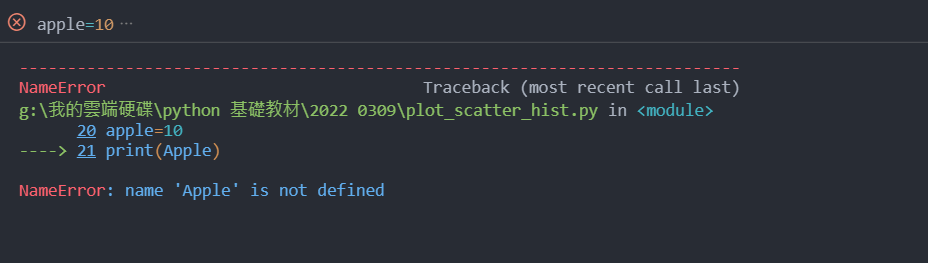 apple=10 ...
---------------------------------------------------------------------------
NameError                                 Traceback (most recent call last)
g:\我的雲端硬碟\python 基礎教材\2022 0309\plot_scatter_hist.py in <module>
      20 apple=10
----> 21 print(Apple)

NameError: name 'Apple' is not defined